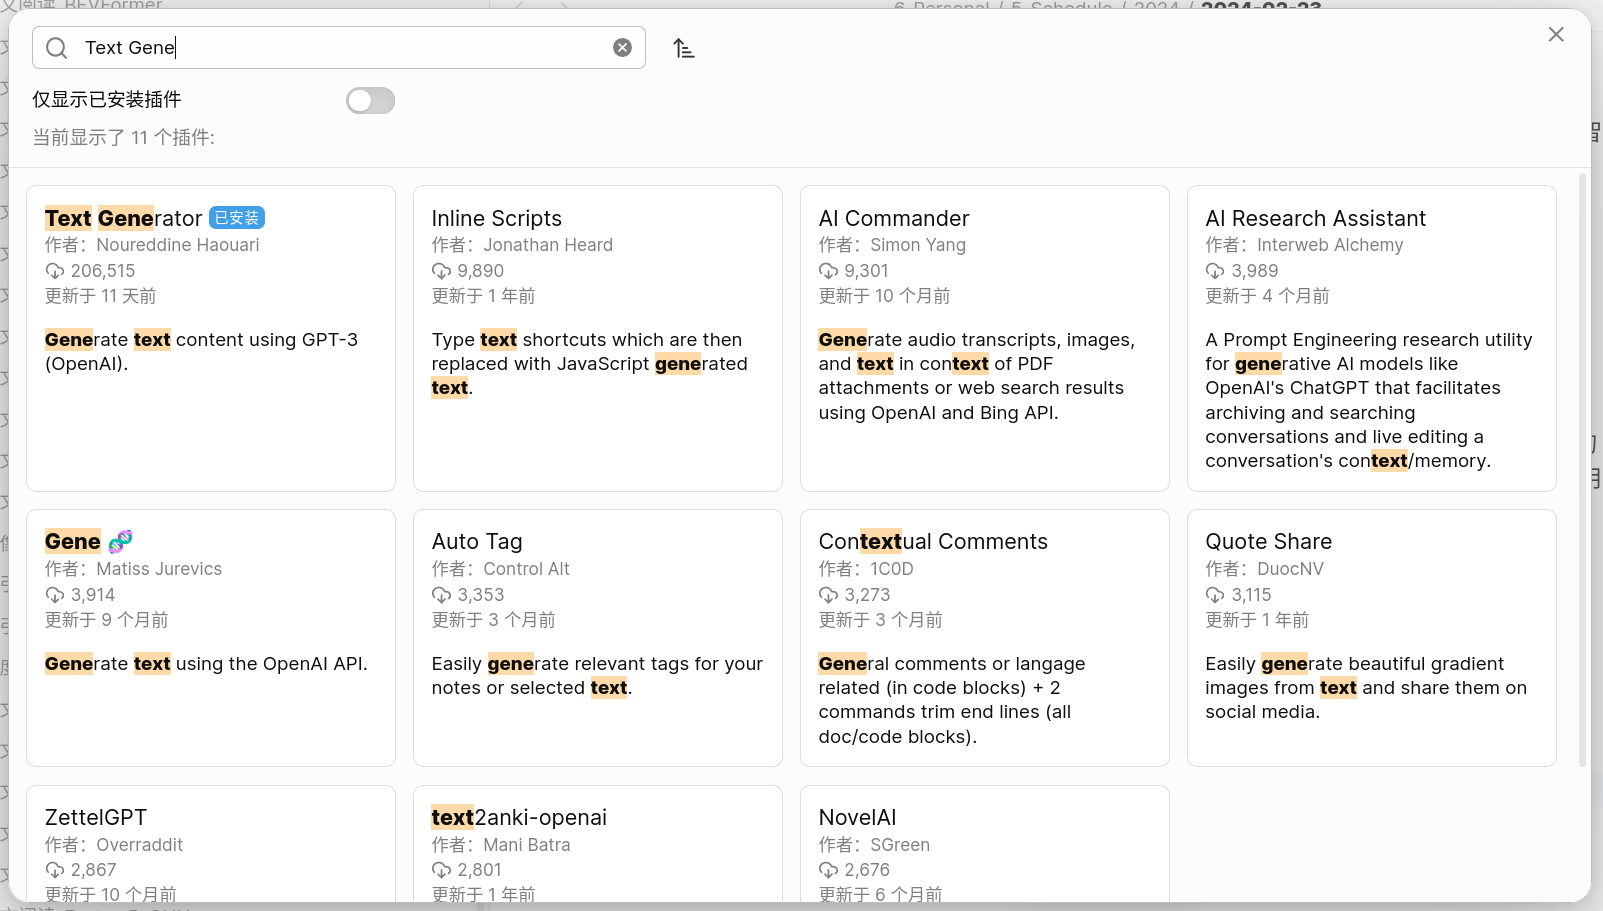 6 Personal / 5 Schedule / 2024 / 2024-02-23
Text Gene
仅显示已安装插件
当前显示了 11 个插件:
Text Generator 已安装
作者：Noureddine Haouari
206,515
更新于 11 天前
Generate text content using GPT-3
(OpenAI).
Inline Scripts
作者：Jonathan Heard
9,890
更新于 1 年前
Type text shortcuts which are then
replaced with JavaScript generated
text.
AI Commander
作者：Simon Yang
9,301
更新于 10 个月前
Generate audio transcripts, images,
and text in context of PDF
attachments or web search results
using OpenAI and Bing API.
AI Research Assistant
作者：Interweb Alchemy
3,989
更新于 4 个月前
A Prompt Engineering research utility
for generative AI models like
OpenAI's ChatGPT that facilitates
archiving and searching
conversations and live editing a
conversation's context/memory.
Gene 🧬
作者：Matiss Jurevics
3,914
更新于 9 个月前
Generate text using the OpenAI API.
Auto Tag
作者：Control Alt
3,353
更新于 3 个月前
Easily generate relevant tags for your
notes or selected text.
Contextual Comments
作者：1C0D
3,273
更新于 3 个月前
General comments or langage
related (in code blocks) + 2
commands trim end lines (all
doc/code blocks).
Quote Share
作者：DuocNV
3,115
更新于 1 年前
Easily generate beautiful gradient
images from text and share them on
social media.
ZettelGPT
作者：Overraddit
2,867
更新于 10 个月前
text2anki-openai
作者：Mani Batra
2,801
更新于 1 年前
NovelAI
作者：SGreen
2,676
更新于 6 个月前